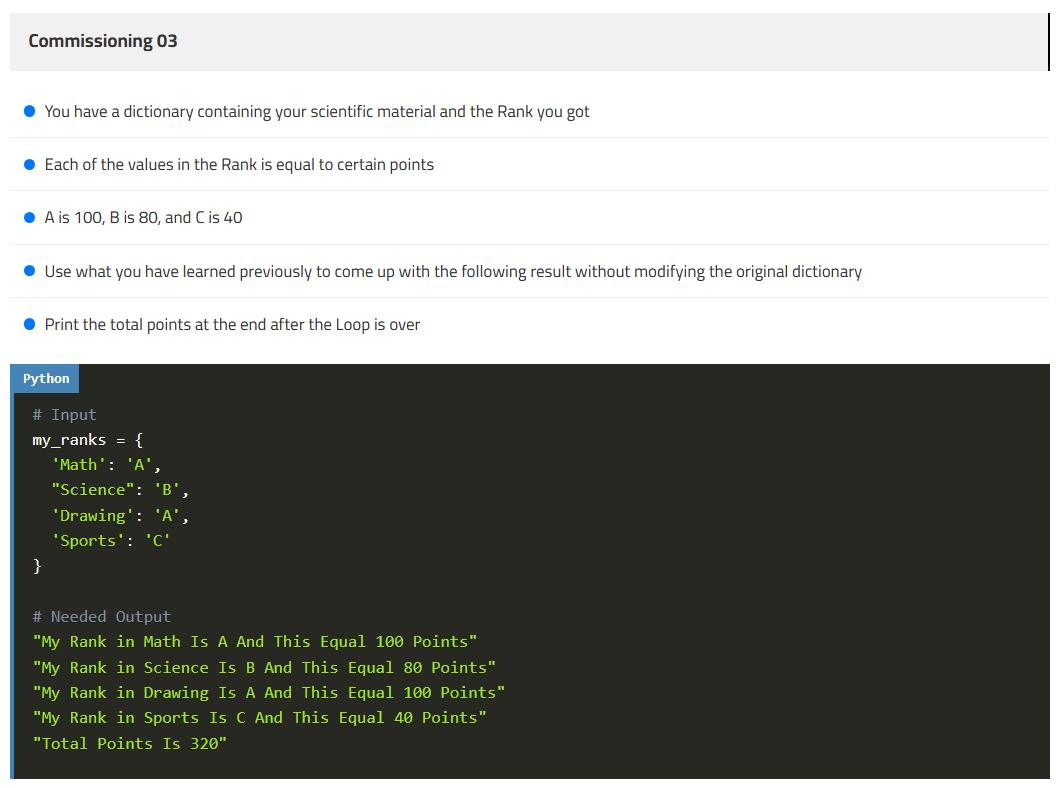 Commissioning 03
You have a dictionary containing your scientific material and the Rank you got
Each of the values in the Rank is equal to certain points
A is 100, B is 80, and C is 40
Use what you have learned previously to come up with the following result without modifying the original dictionary
Print the total points at the end after the Loop is over
Python
# Input
my_ranks = {
  'Math': 'A',
  "Science": 'B',
  'Drawing': 'A',
  'Sports': 'C'
}
# Needed Output
"My Rank in Math Is A And This Equal 100 Points"
"My Rank in Science Is B And This Equal 80 Points"
"My Rank in Drawing Is A And This Equal 100 Points"
"My Rank in Sports Is C And This Equal 40 Points"
"Total Points Is 320"